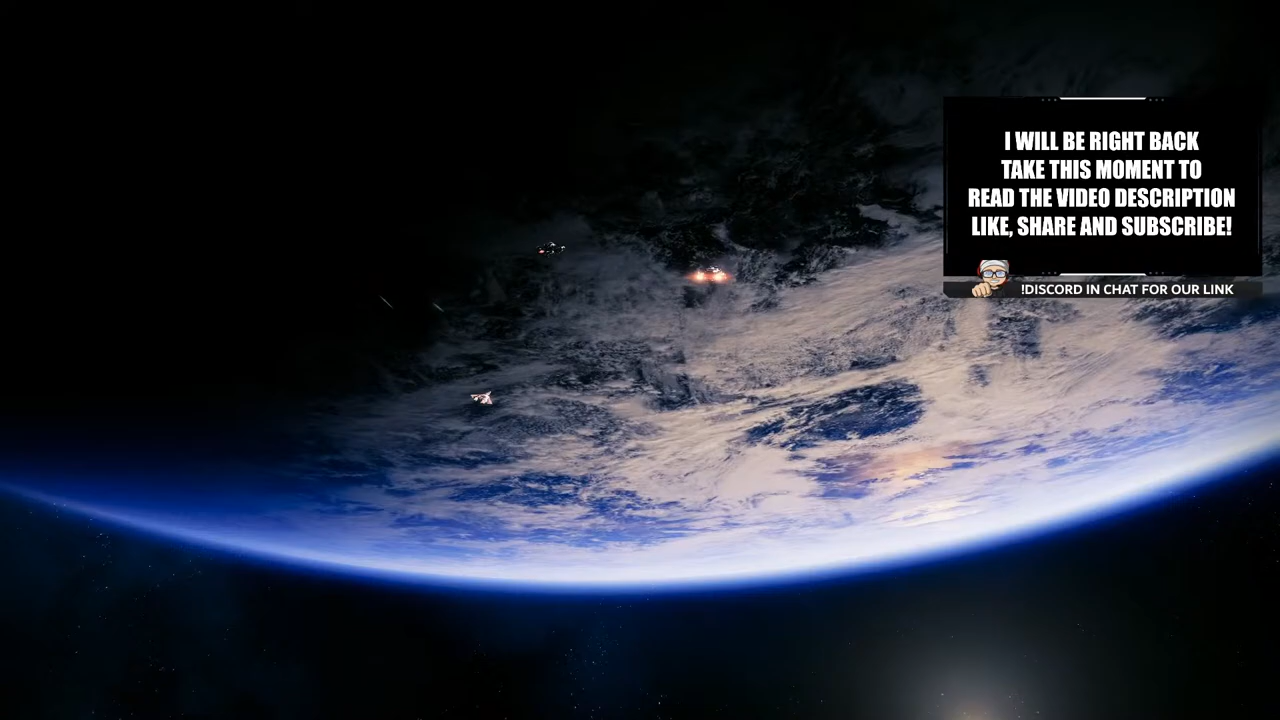 I WILL BE RIGHT BACK
TAKE THIS MOMENT TO
READ THE VIDEO DESCRIPTION
LIKE, SHARE AND SUBSCRIBE!
!DISCORD IN CHAT FOR OUR LINK